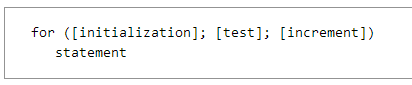 for ([initialization]; [test]; [increment])
statement